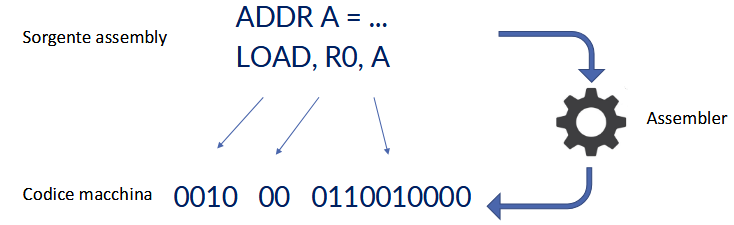 Sorgente assembly
ADDR A = ...
LOAD, R0, A
Assembler
Codice macchina
0010 00 0110010000